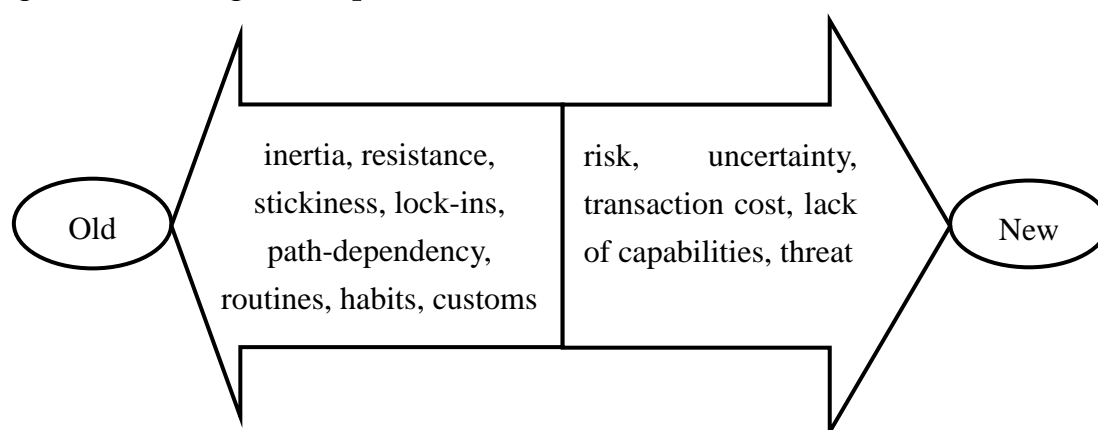 Old
inertia, resistance,
stickiness, lock-ins,
path-dependency,
routines, habits, customs
risk, uncertainty,
transaction cost, lack
of capabilities, threat
New